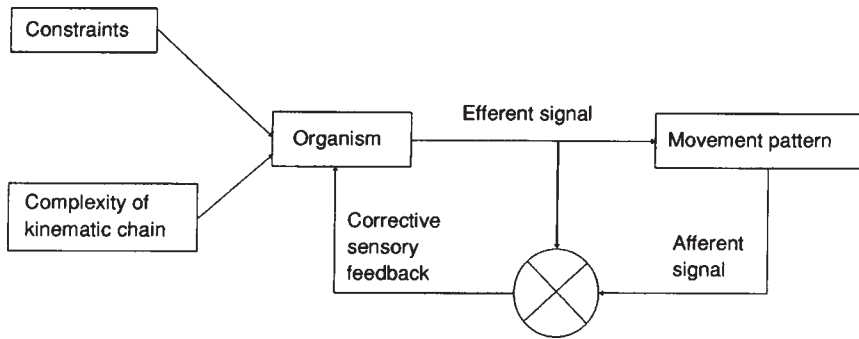 Constraints
Efferent signal
Organism
Movement pattern
Complexity of
kinematic chain
Corrective
sensory
feedback
Afferent
signal